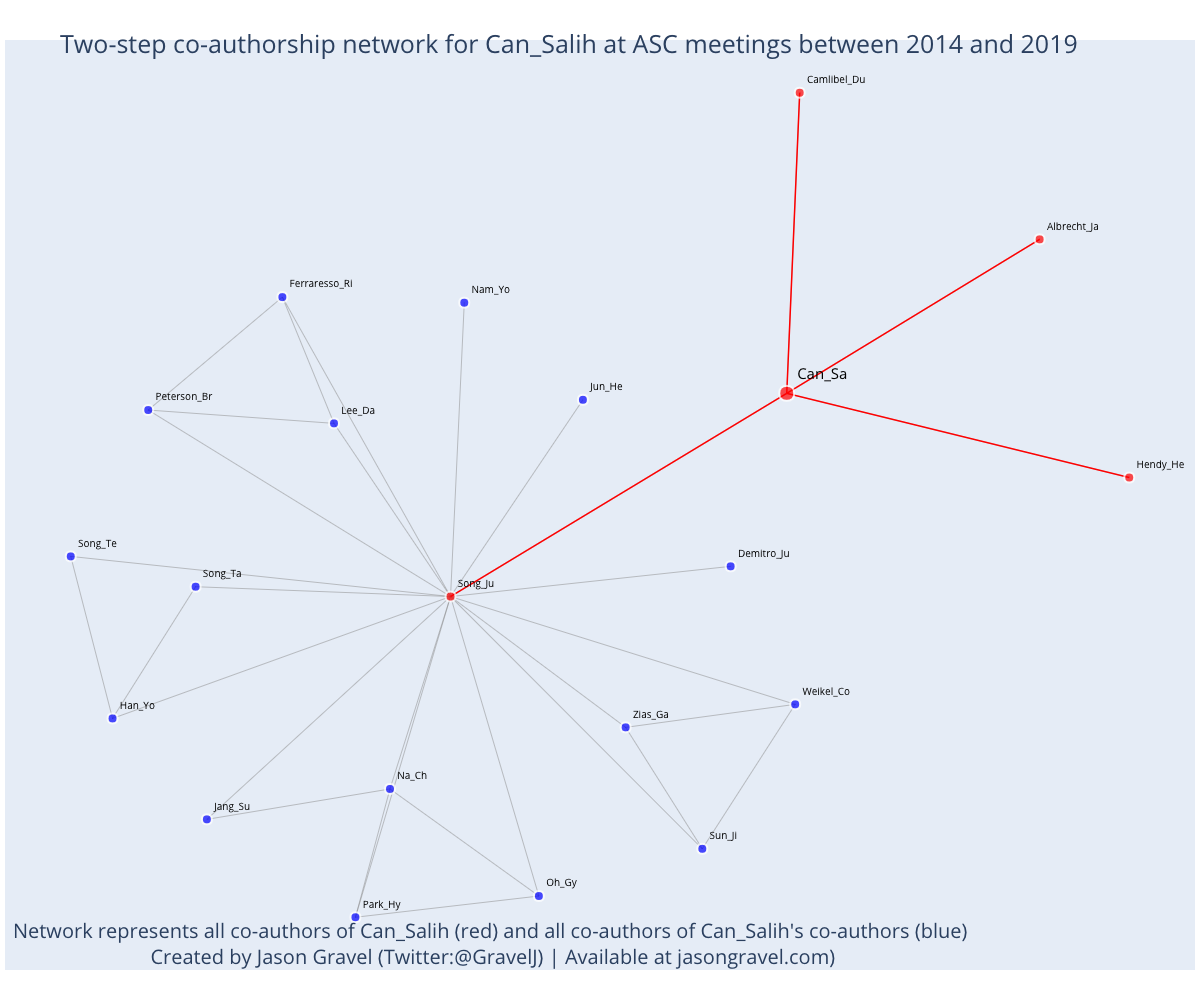 Two-step co-authorship network for Can_Salih at ASC meetings between 2014 and 2019
Camlibel_Du
Albrecht_Ja
Ferraresso_Ri
Nam_Yo
Can_Sa
Jun_He
Peterson_Br
Lee_Da
Hendy_He
Song_Te
Demitro_Ju
Song_Ta
Song_Ju
Weikel_Co
Han_Yo
Zias_Ga
Na_Ch
Jang_Su
Sun_Ji
Oh_Gy
Park_Hy
Network represents all co-authors of Can_Salih (red) and all co-authors of Can_Salih's co-authors (blue)
Created by Jason Gravel (Twitter:@GravelJ) | Available at jasongravel.com)